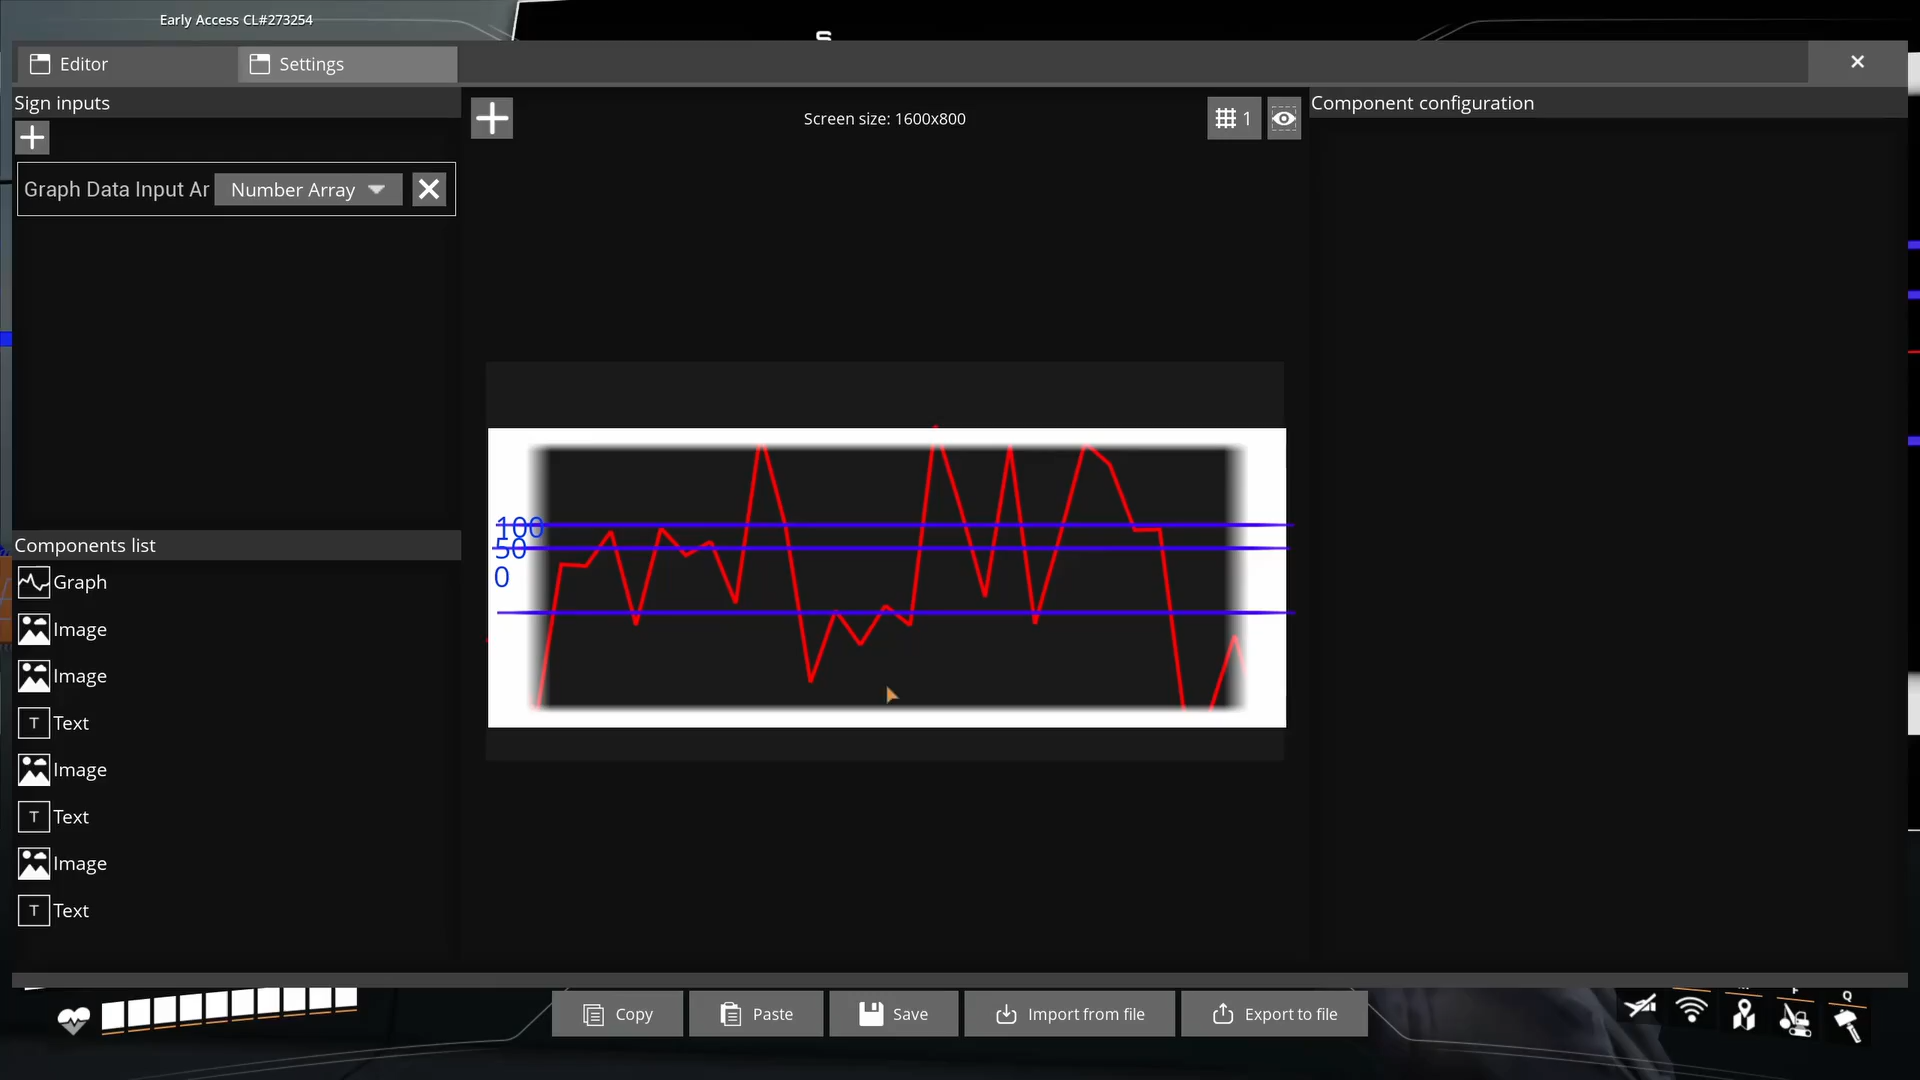 Early Access CL#273254
S
Editor
Settings
Sign inputs
Screen size: 1600x800
1
Component configuration
Graph Data Input Ar
Number Array
100
50
0
Components list
Graph
Image
Image
Text
Image
Text
Image
Text
Copy
Paste
Save
Import from file
Export to file
Q